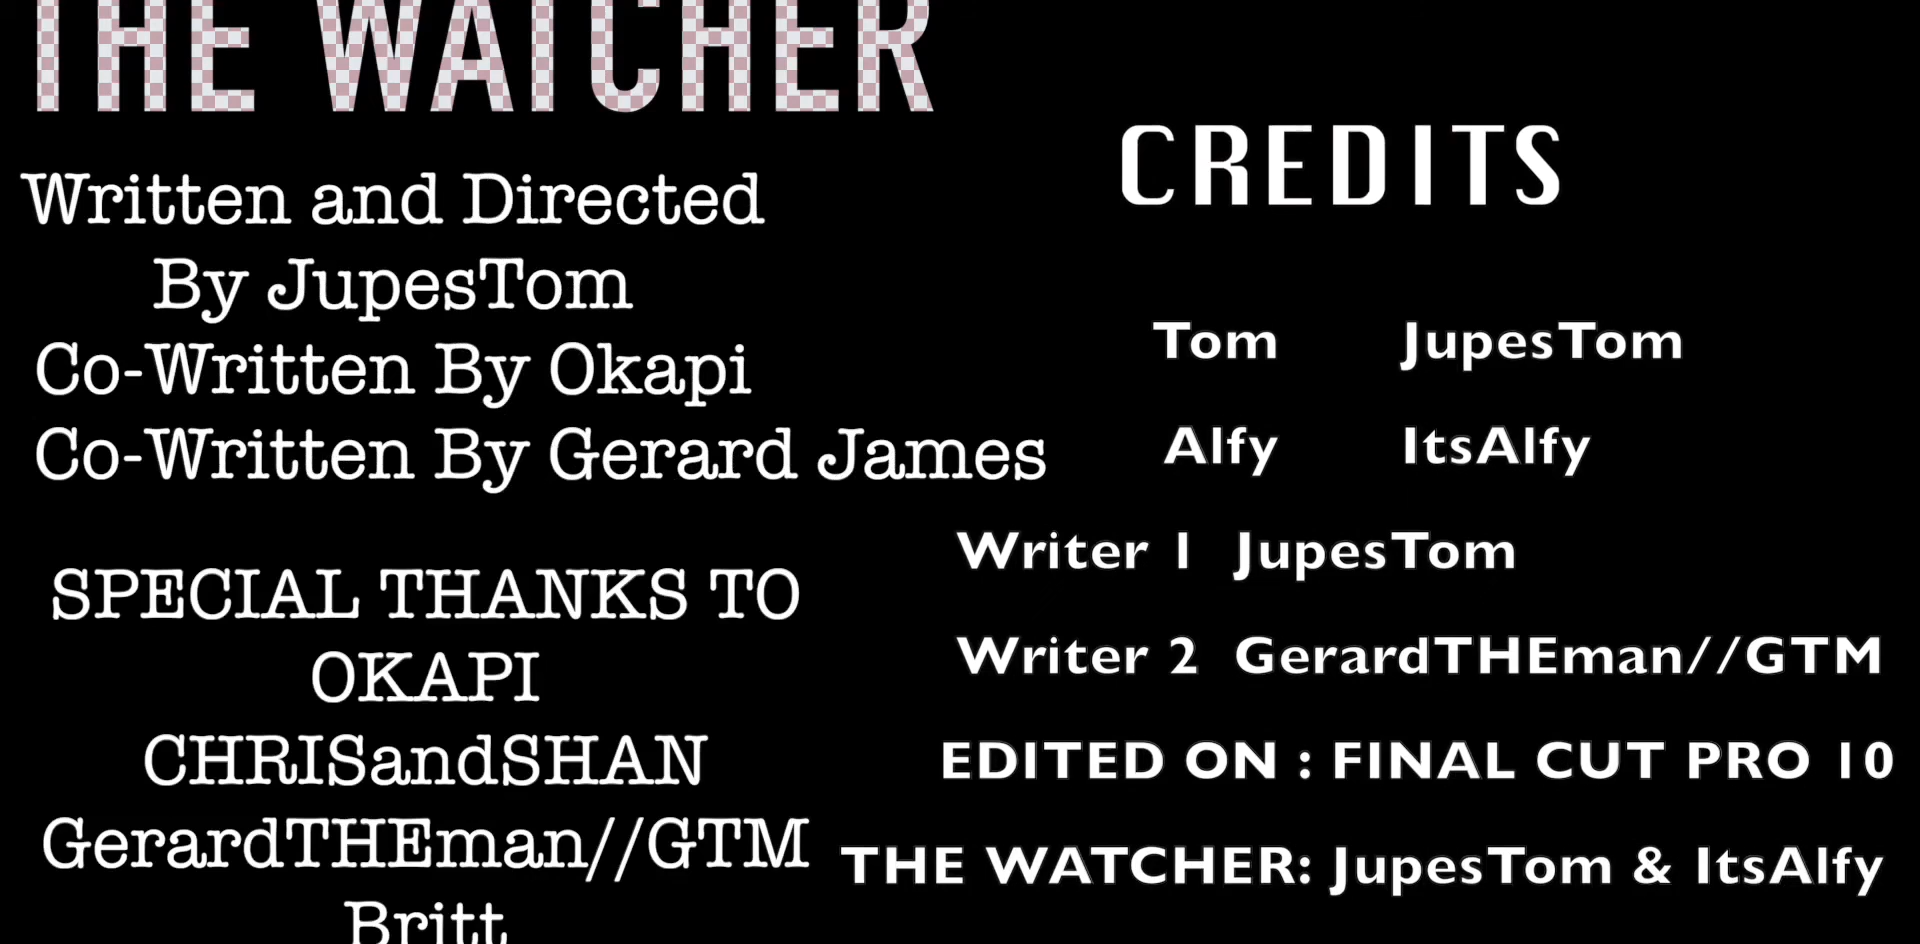 THE WATCHER
Written and Directed
By JupesTom
Co-Written By Okapi
Co-Written By Gerard James
SPECIAL THANKS TO
OKAPI
CHRISandSHAN
GerardTHEman//GTM
Britt
CREDITS
Tom JupesTom
Alfy ItsAlfy
Writer 1 JupesTom
Writer 2 GerardTHEman//GTM
EDITED ON : FINAL CUT PRO 10
THE WATCHER: JupesTom & ItsAlfy